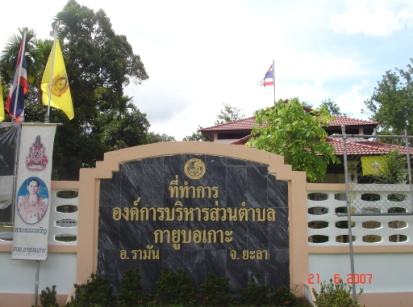 ที่ทำการ
องค์การบริหารส่วนตำบล
กายูบอเกาะ
อ.รามัน จ.ยะลา
21 6 2007